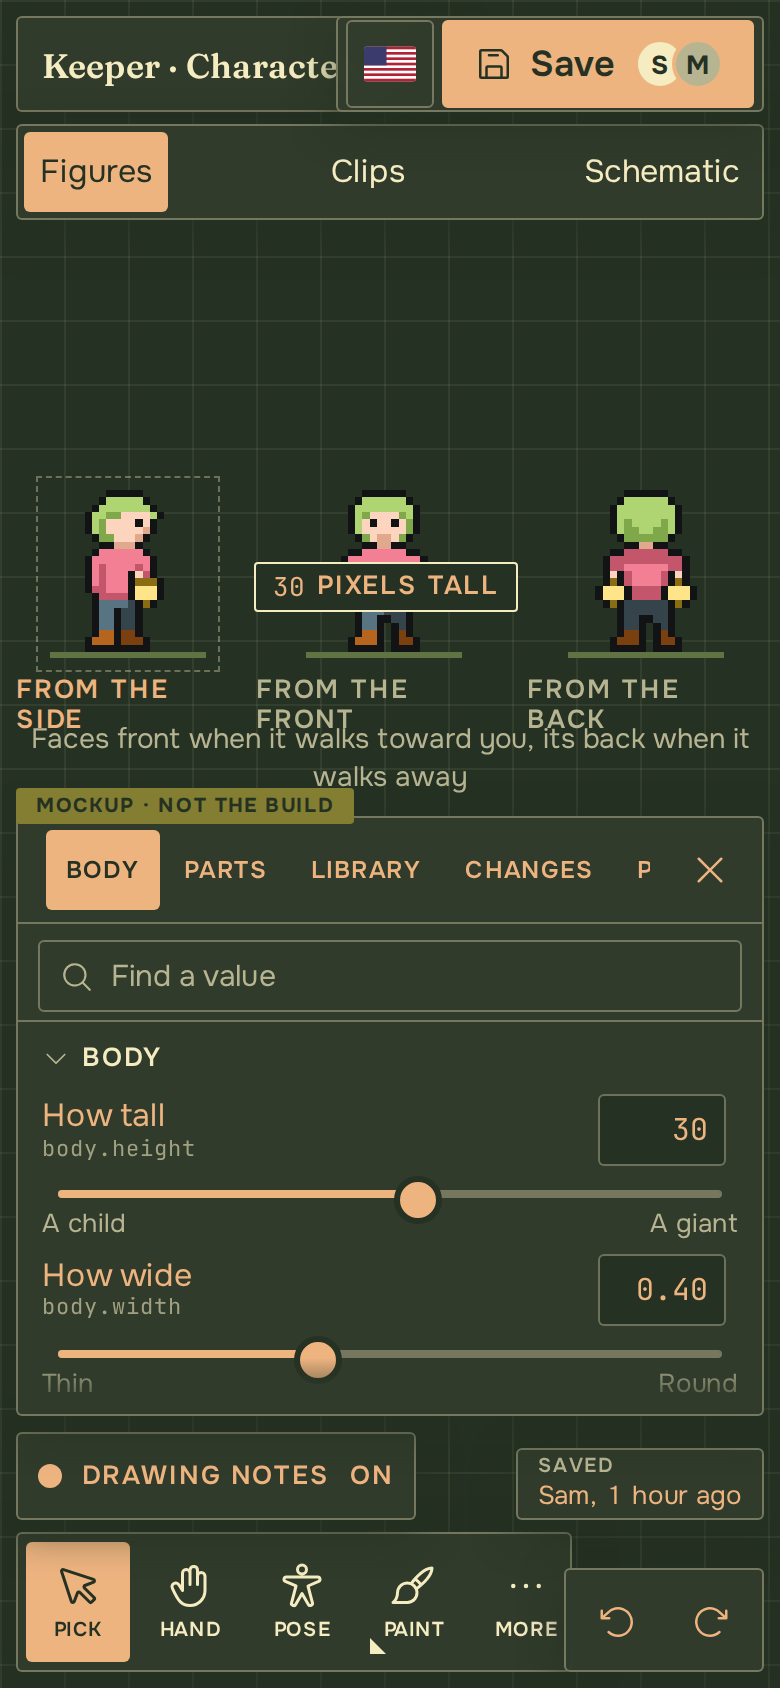 Keeper · Characte
Save S M
Figures Clips Schematic
30 PIXELS TALL
FROM THE SIDE
FROM THE FRONT
FROM THE BACK
Faces front when it walks toward you, its back when it
walks away
MOCKUP · NOT THE BUILD
BODY PARTS LIBRARY CHANGES P
Find a value
BODY
How tall 30
body.height
A child A giant
How wide 0.40
body.width
Thin Round
DRAWING NOTES ON
SAVED
Sam, 1 hour ago
PICK HAND POSE PAINT MORE